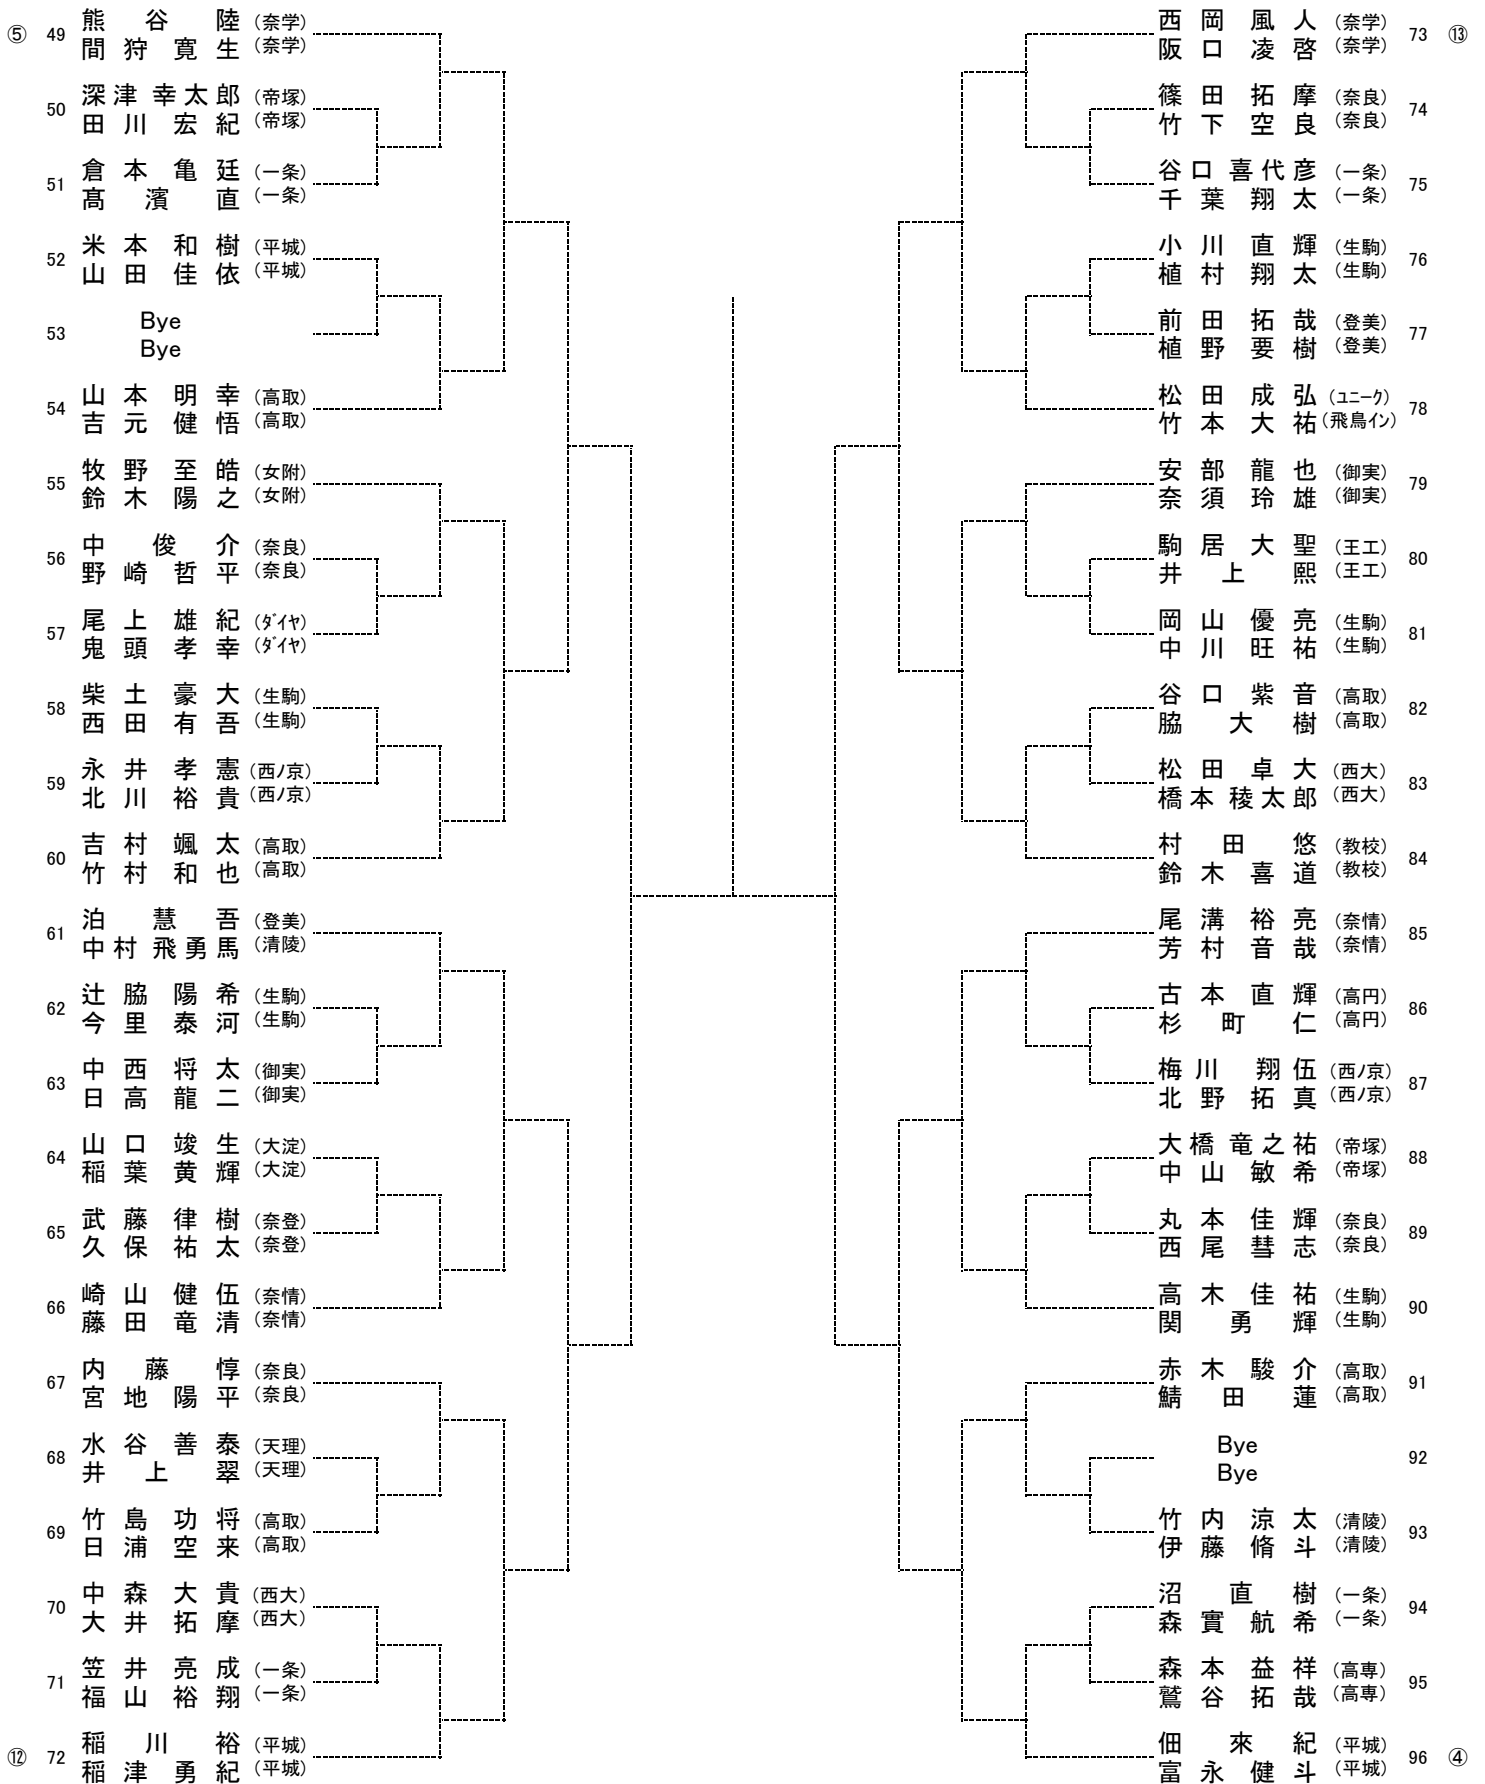 ⑤ 49 熊谷陸 (奈学)
間狩寛生 (奈学)
50 深津幸太郎 (帝塚)
田川宏紀 (帝塚)
51 倉本亀廷 (一条)
髙濱直 (一条)
52 米本和樹 (平城)
山田佳依 (平城)
53 Bye
Bye
54 山本明幸 (高取)
吉元健悟 (高取)
55 牧野至皓 (女附)
鈴木陽之 (女附)
56 中俊介 (奈良)
野崎哲平 (奈良)
57 尾上雄紀 (ダイヤ)
鬼頭孝幸 (ダイヤ)
58 柴土豪大 (生駒)
西田有吾 (生駒)
59 永井孝憲 (西ノ京)
北川裕貴 (西ノ京)
60 吉村颯太 (高取)
竹村和也 (高取)
61 泊慧吾 (登美)
中村飛勇馬 (清陵)
62 辻脇陽希 (生駒)
今里泰河 (生駒)
63 中西将太 (御実)
日高龍二 (御実)
64 山口竣生 (大淀)
稲葉黄輝 (大淀)
65 武藤律樹 (奈登)
久保祐太 (奈登)
66 崎山健伍 (奈情)
藤田竜清 (奈情)
67 内藤惇 (奈良)
宮地陽平 (奈良)
68 水谷善泰 (天理)
井上翠 (天理)
69 竹島功将 (高取)
日浦空来 (高取)
70 中森大貴 (西大)
大井拓摩 (西大)
71 笠井亮成 (一条)
福山裕翔 (一条)
⑫ 72 稲川裕 (平城)
稲津勇紀 (平城)
西岡風人 (奈学) 73 ⑬
阪口凌啓 (奈学)
篠田拓摩 (奈良) 74
竹下空良 (奈良)
谷口喜代彦 (一条) 75
千葉翔太 (一条)
小川直輝 (生駒) 76
植村翔太 (生駒)
前田拓哉 (登美) 77
植野要樹 (登美)
松田成弘 (ユニーク) 78
竹本大祐 (飛鳥イン)
安部龍也 (御実) 79
奈須玲雄 (御実)
駒居大聖 (王工) 80
井上熙 (王工)
岡山優亮 (生駒) 81
中川旺祐 (生駒)
谷口紫音 (高取) 82
脇大樹 (高取)
松田卓大 (西大) 83
橋本稜太郎 (西大)
村田悠 (教校) 84
鈴木喜道 (教校)
尾溝裕亮 (奈情) 85
芳村音哉 (奈情)
古本直輝 (高円) 86
杉町仁 (高円)
梅川翔伍 (西ノ京) 87
北野拓真 (西ノ京)
大橋竜之祐 (帝塚) 88
中山敏希 (帝塚)
丸本佳輝 (奈良) 89
西尾彗志 (奈良)
高木佳祐 (生駒) 90
関勇輝 (生駒)
赤木駿介 (高取) 91
鯖田蓮 (高取)
Bye 92
Bye
竹内涼太 (清陵) 93
伊藤脩斗 (清陵)
沼直樹 (一条) 94
森實航希 (一条)
森本益祥 (高専) 95
鷲谷拓哉 (高専)
佃來紀 (平城) 96 ④
富永健斗 (平城)